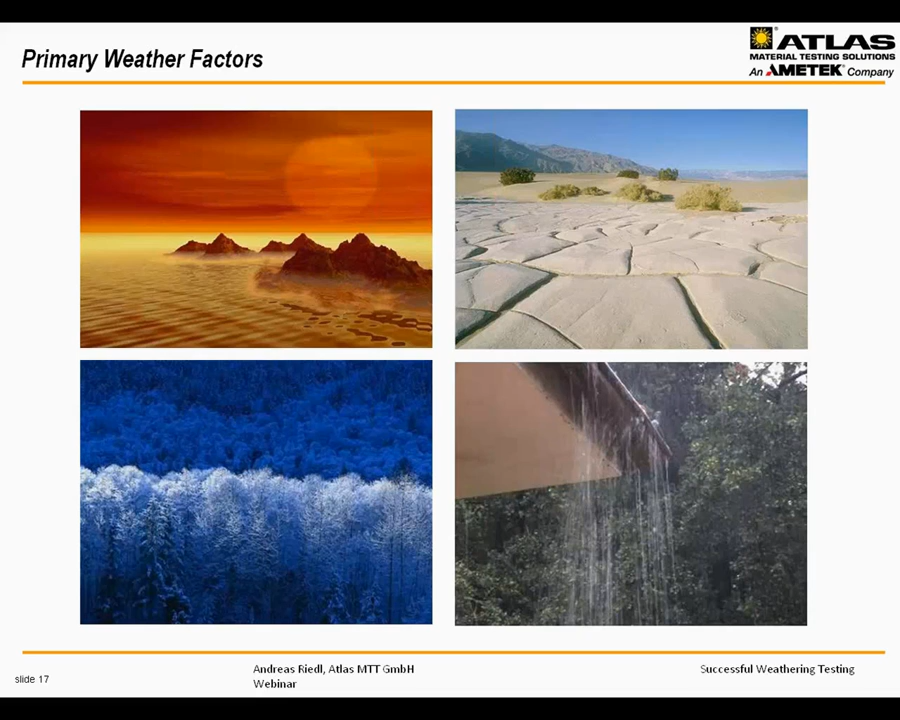 Primary Weather Factors
ATLAS
MATERIAL TESTING SOLUTIONS
An AMETEK® Company
slide 17
Andreas Riedl, Atlas MTT GmbH
Webinar
Successful Weathering Testing